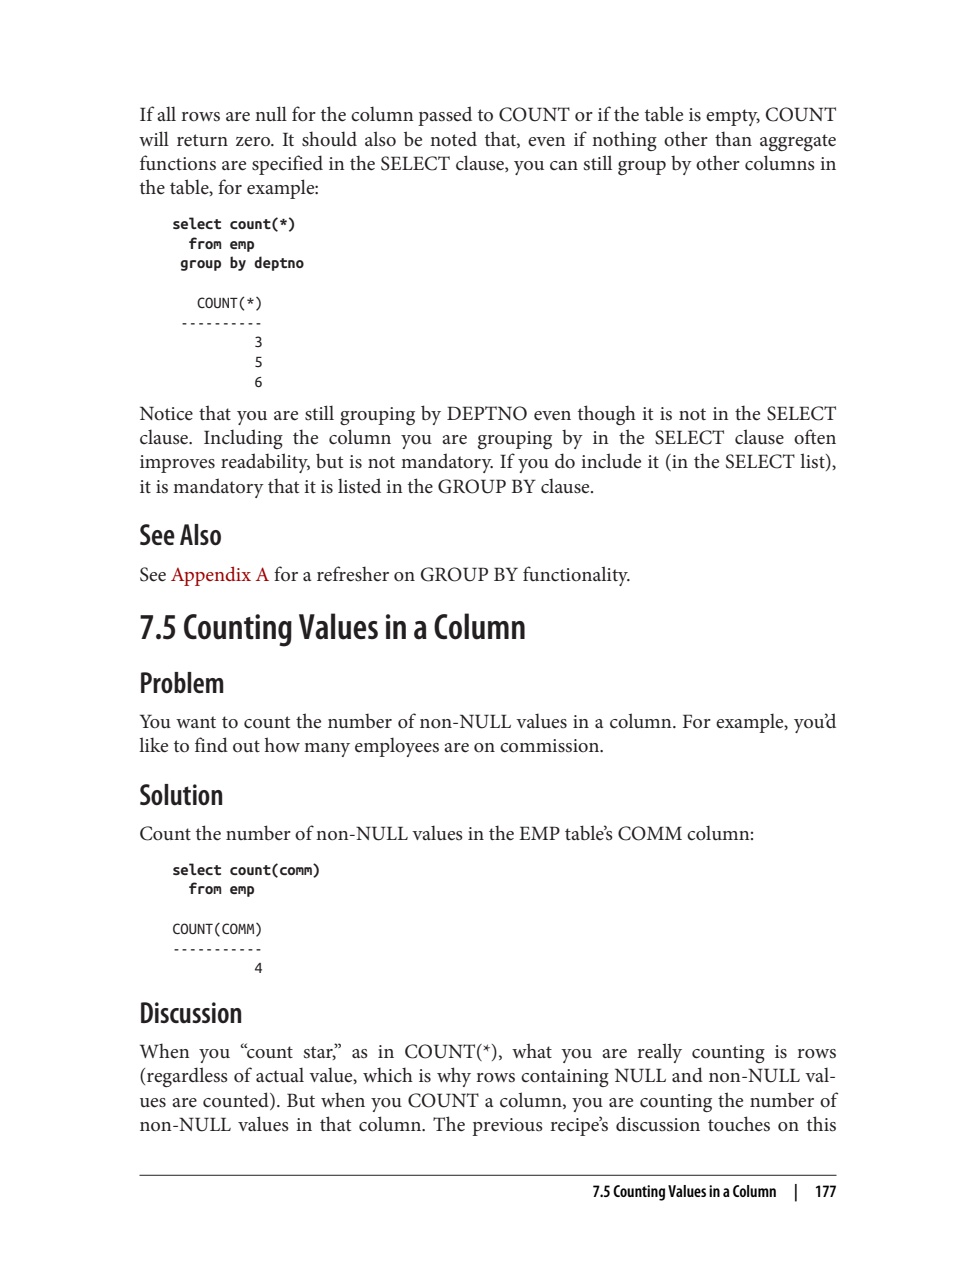 If all rows are null for the column passed to COUNT or if the table is empty, COUNT
will return zero. It should also be noted that, even if nothing other than aggregate
functions are specified in the SELECT clause, you can still group by other columns in
the table, for example:
select count(*)
from emp
group by deptno
COUNT(*)
----------
3
5
6
Notice that you are still grouping by DEPTNO even though it is not in the SELECT
clause. Including the column you are grouping by in the SELECT clause often
improves readability, but is not mandatory. If you do include it (in the SELECT list),
it is mandatory that it is listed in the GROUP BY clause.
See Also
See Appendix A for a refresher on GROUP BY functionality.
7.5 Counting Values in a Column
Problem
You want to count the number of non-NULL values in a column. For example, you’d
like to find out how many employees are on commission.
Solution
Count the number of non-NULL values in the EMP table’s COMM column:
select count(comm)
from emp
COUNT(COMM)
-----------
4
Discussion
When you “count star,” as in COUNT(*), what you are really counting is rows
(regardless of actual value, which is why rows containing NULL and non-NULL val-
ues are counted). But when you COUNT a column, you are counting the number of
non-NULL values in that column. The previous recipe’s discussion touches on this
7.5 Counting Values in a Column | 177